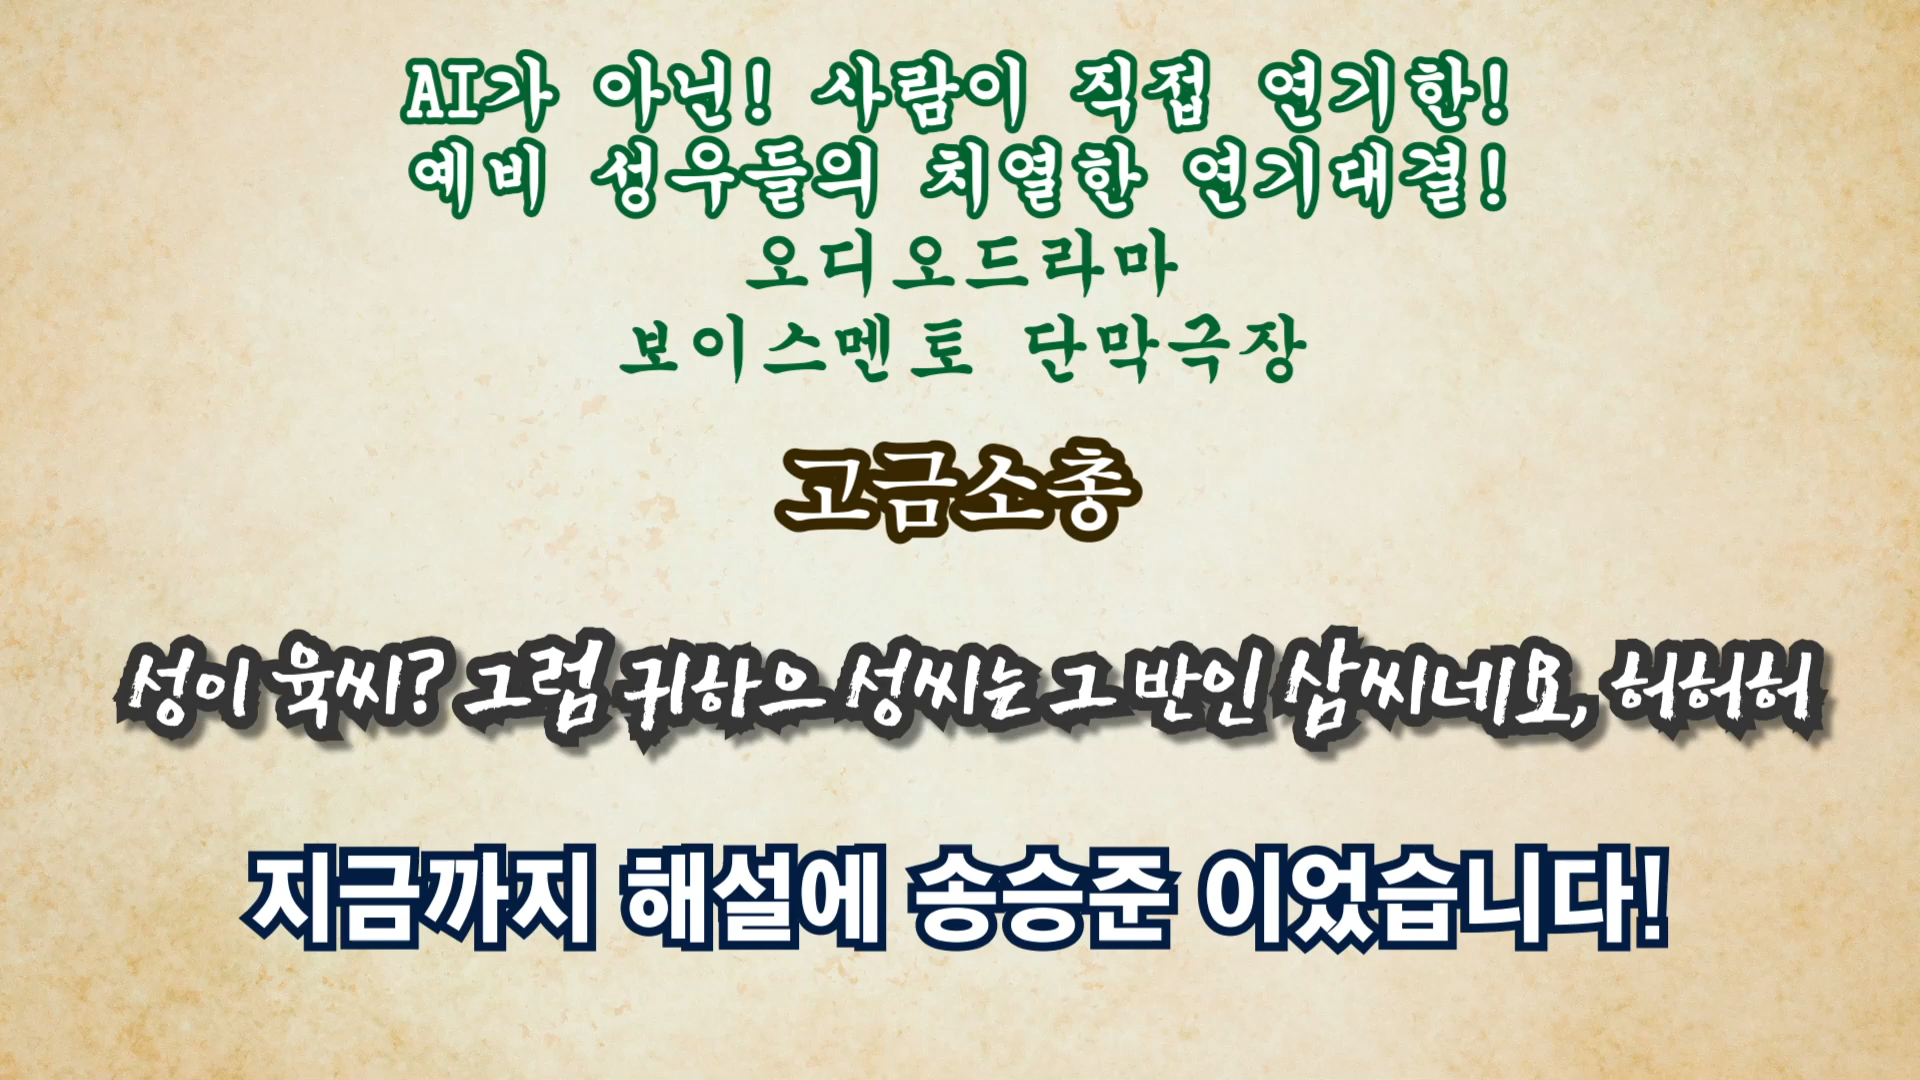 AI가 아닌! 사람이 직접 연기한!
예비 성우들의 치열한 연기대결!
오디오드라마
보이스멘토 단막극장
고금소총
성이 육씨? 그럼 귀하으 성씨는 그 반인 삼씨네요, 허허허
지금까지 해설에 송승준 이었습니다!